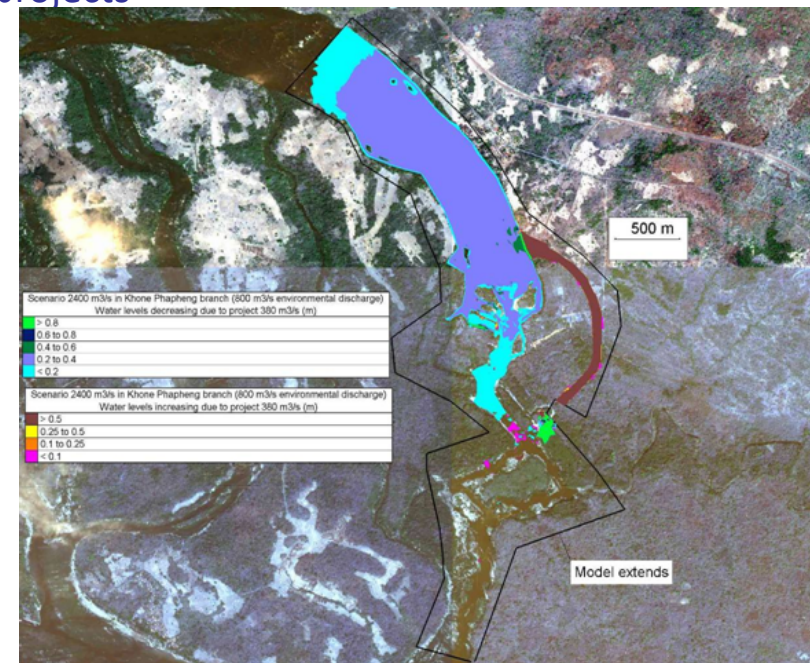 projects
500 m
Scenario 2400 m3/s in Khone Phapheng branch (800 m3/s environmental discharge)
Water levels decreasing due to project 380 m3/s (m)
> 0.8
0.6 to 0.8
0.4 to 0.6
0.2 to 0.4
< 0.2
Scenario 2400 m3/s in Khone Phapheng branch (800 m3/s environmental discharge)
Water levels increasing due to project 380 m3/s (m)
> 0.5
0.25 to 0.5
0.1 to 0.25
< 0.1
Model extends